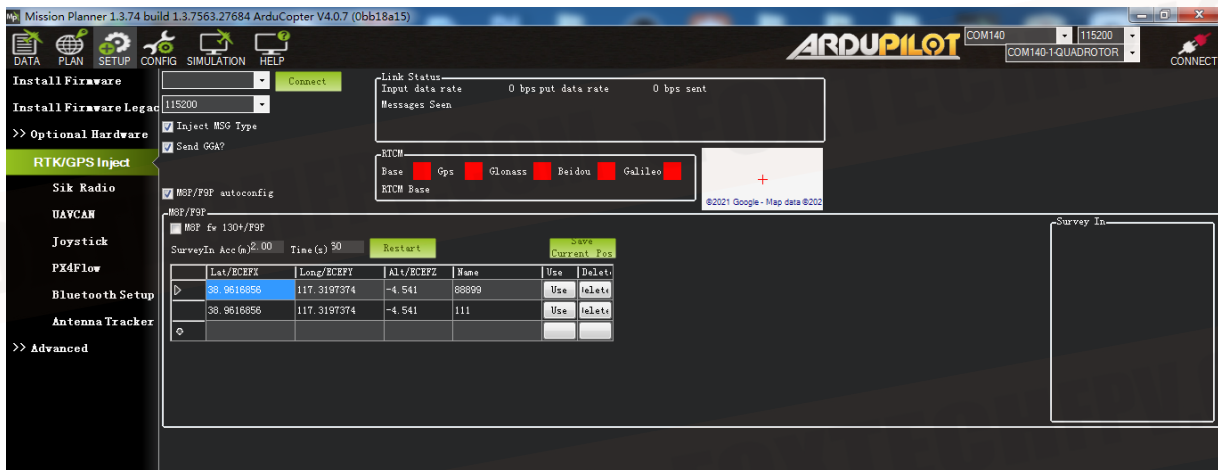 Mission Planner 1.3.74 build 1.3.7563.27684 ArduCopter V4.0.7 (0bb18a15)
DATA PLAN SETUP CONFIG SIMULATION HELP
ARDUPILOT
COM140 115200
COM140-1-QUADROTOR
CONNECT
Install Firmware
Install Firmware Legac
>> Optional Hardware
RTK/GPS Inject
Sik Radio
UAVCAN
Joystick
PX4Flow
Bluetooth Setup
Antenna Tracker
>> Advanced
Connect
115200
Inject MSG Type
Send GGA?
M8P/F9P autoconfig
Link Status
Input data rate 0 bps put data rate 0 bps sent
Messages Seen
RTCM
Base Gps Glonass Beidou Galileo
RTCM Base
©2021 Google - Map data ©202
M8P/F9P
M8P fw 130+/F9P
SurveyIn Acc(m) 2.00 Time(s) 60 Restart Save Current Pos
Lat/ECEFX Long/ECEFY Alt/ECEFZ Name Use Delet
38.9616856 117.3197374 -4.541 88899 Use elet
38.9616856 117.3197374 -4.541 111 Use elet
Survey In